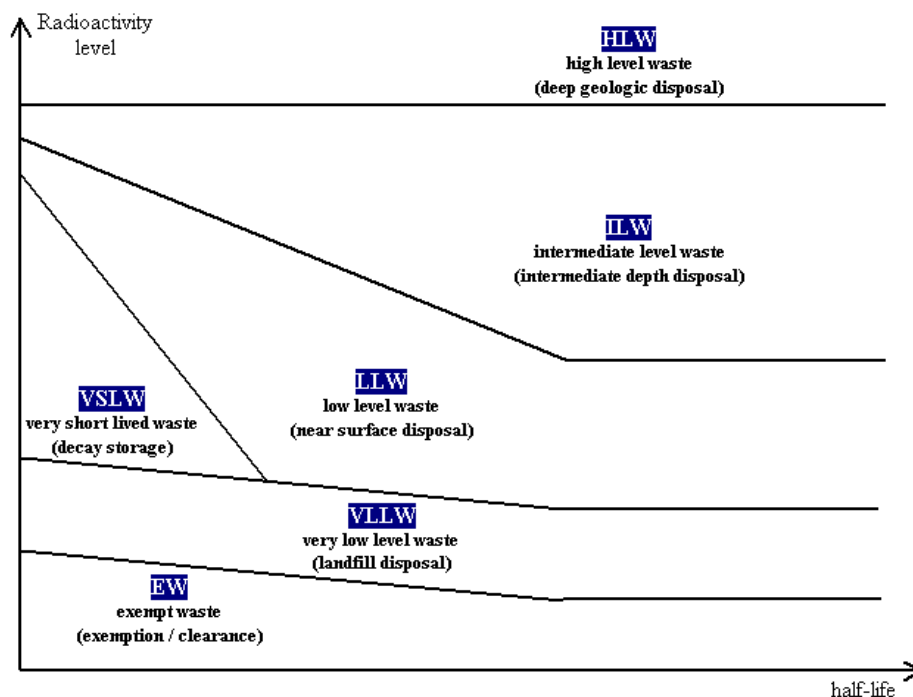 Radioactivity
level
HLW
high level waste
(deep geologic disposal)
ILW
intermediate level waste
(intermediate depth disposal)
LLW
low level waste
(near surface disposal)
VSLW
very short lived waste
(decay storage)
VLLW
very low level waste
(landfill disposal)
EW
exempt waste
(exemption / clearance)
half-life